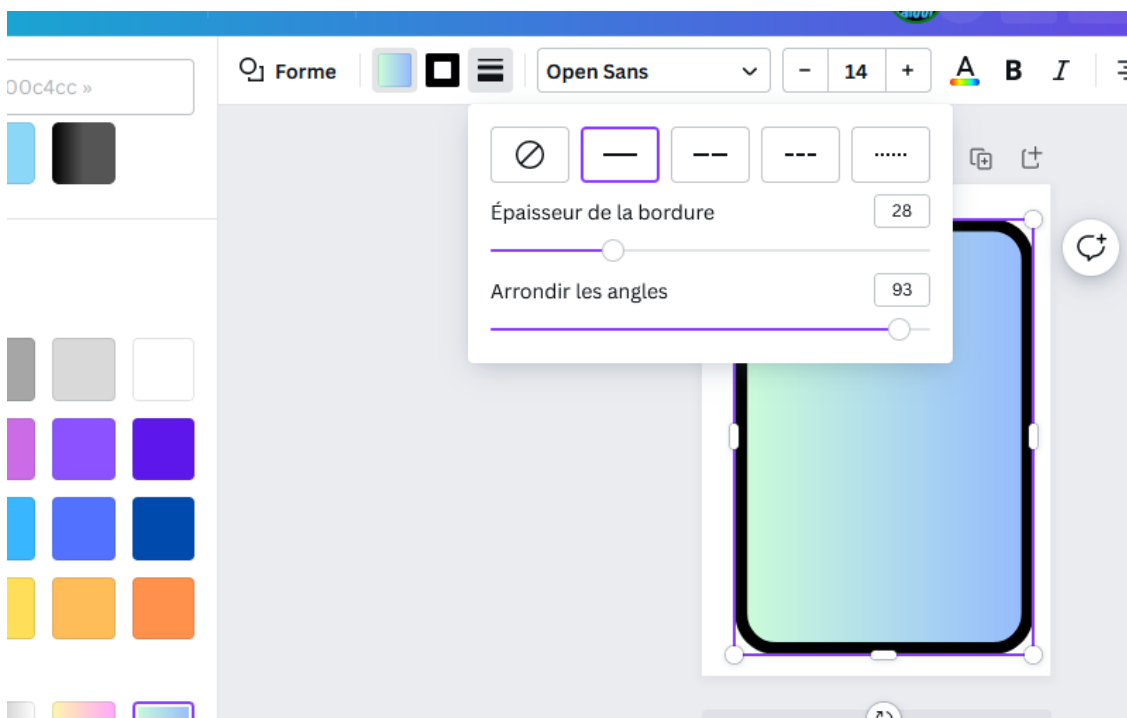 00c4cc »
Forme
Open Sans
- 14 +
A B I
Épaisseur de la bordure
28
Arrondir les angles
93